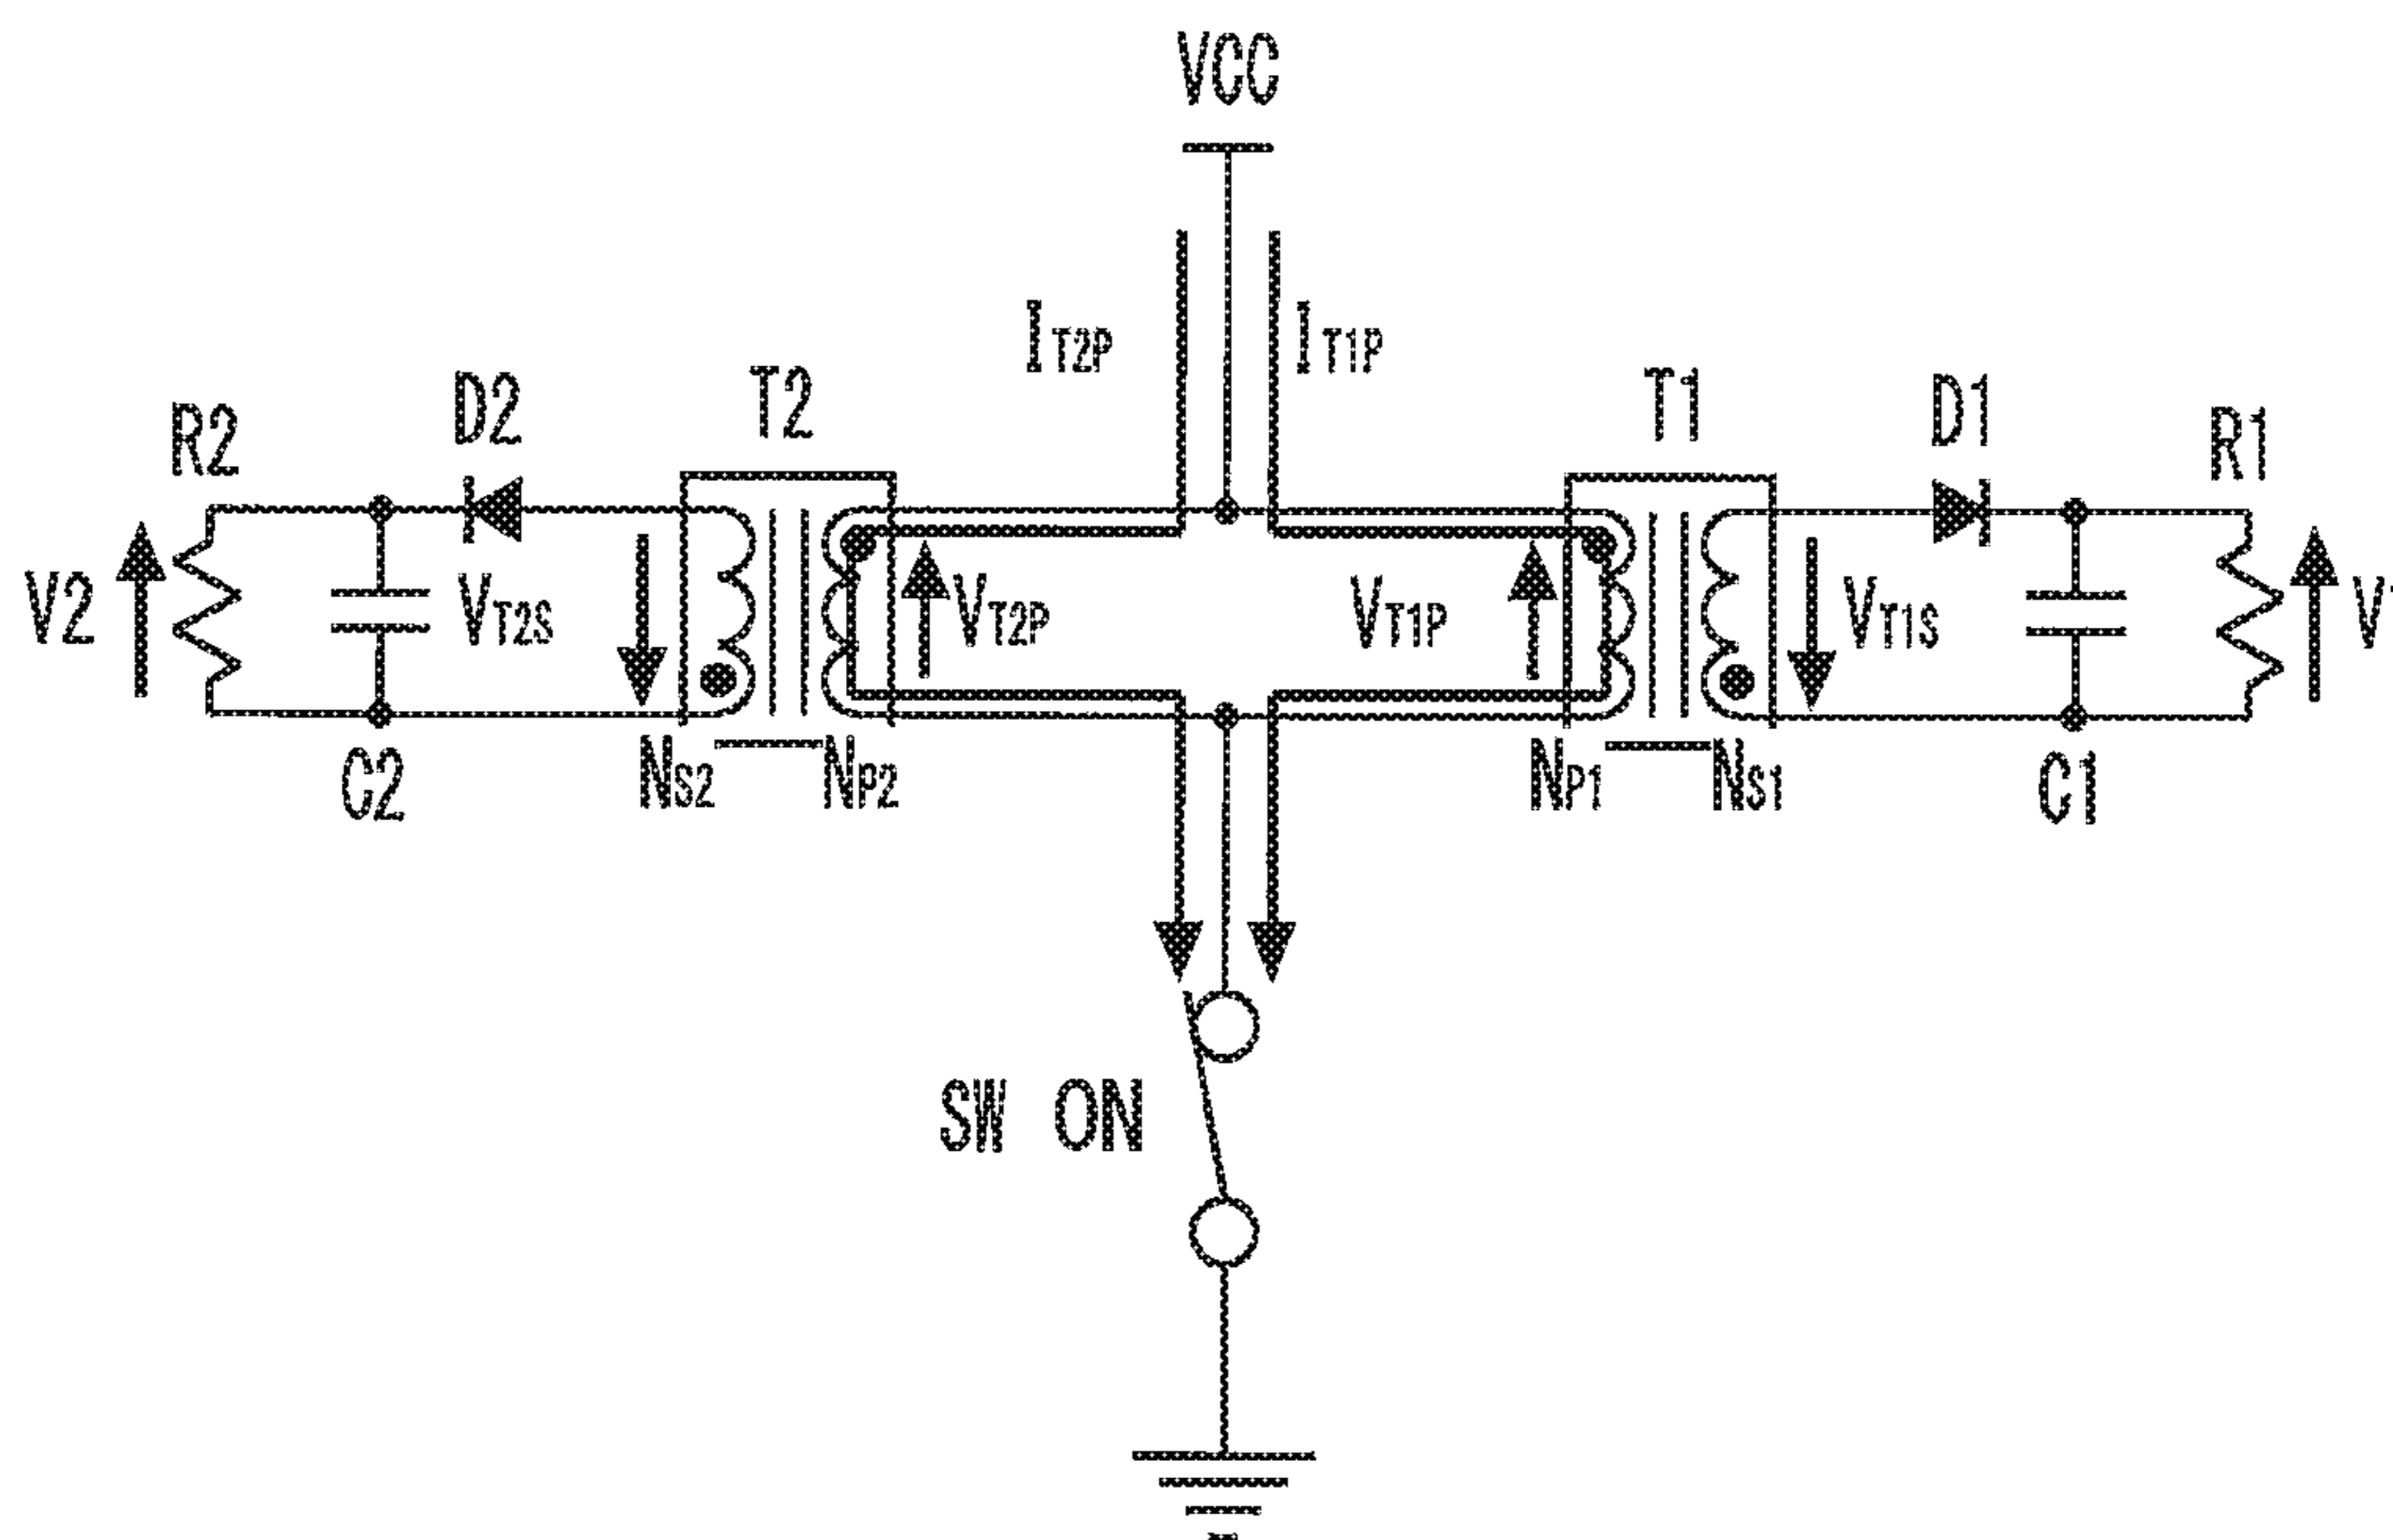 VCC
IT2P IT1P
R2 D2 T2 T1 D1 R1
V2 VT2S VT2P VT1P VT1S V
NS2 NP2 NP1 NS1
C2 C1
SW ON